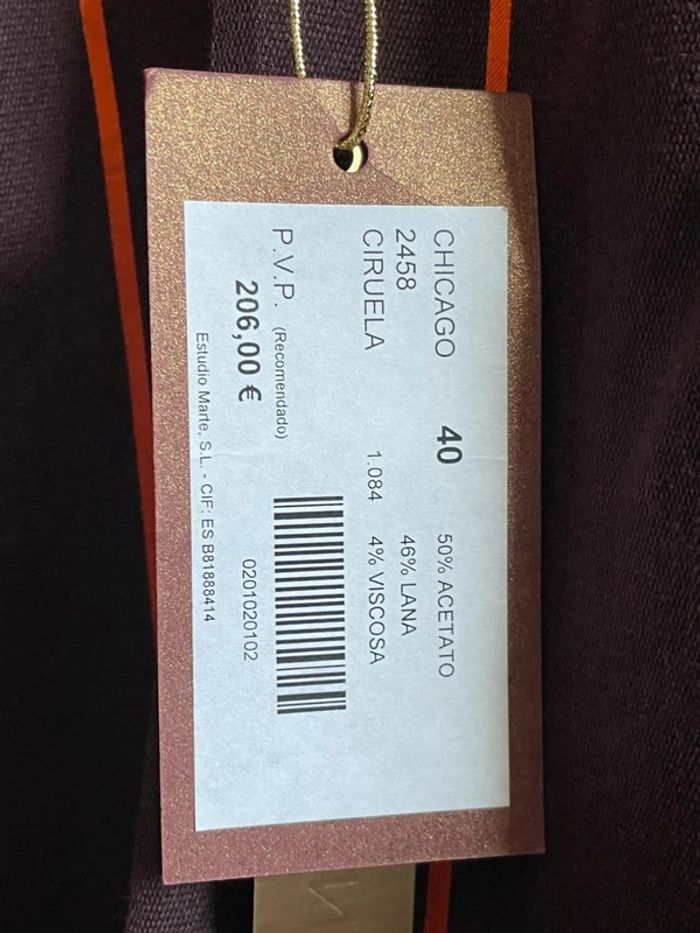 CHICAGO 40 50% ACETATO
2458 46% LANA
CIRUELA 1.084 4% VISCOSA
P.V.P. (Recomendado)
206,00 € 0201020102
Estudio Marte, S.L. - CIF: ES B81888414